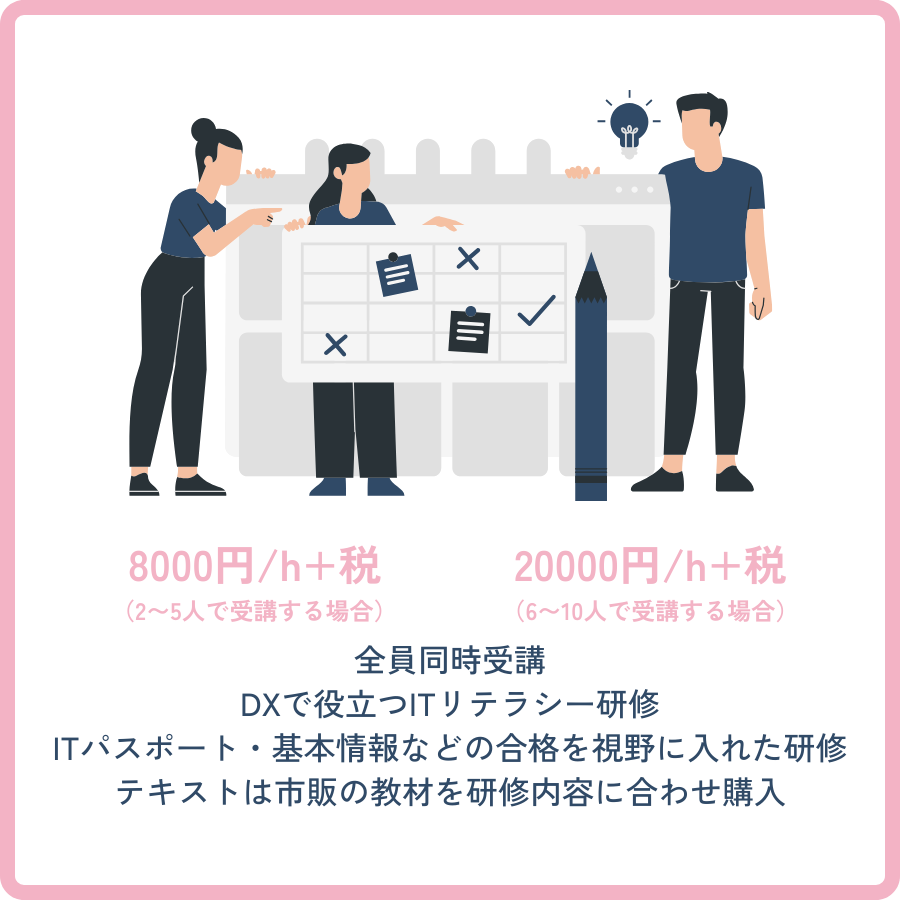 8000円/h+税
(2〜5人で受講する場合)
20000円/h+税
(6〜10人で受講する場合)
全員同時受講
DXで役立つITリテラシー研修
ITパスポート・基本情報などの合格を視野に入れた研修
テキストは市販の教材を研修内容に合わせ購入